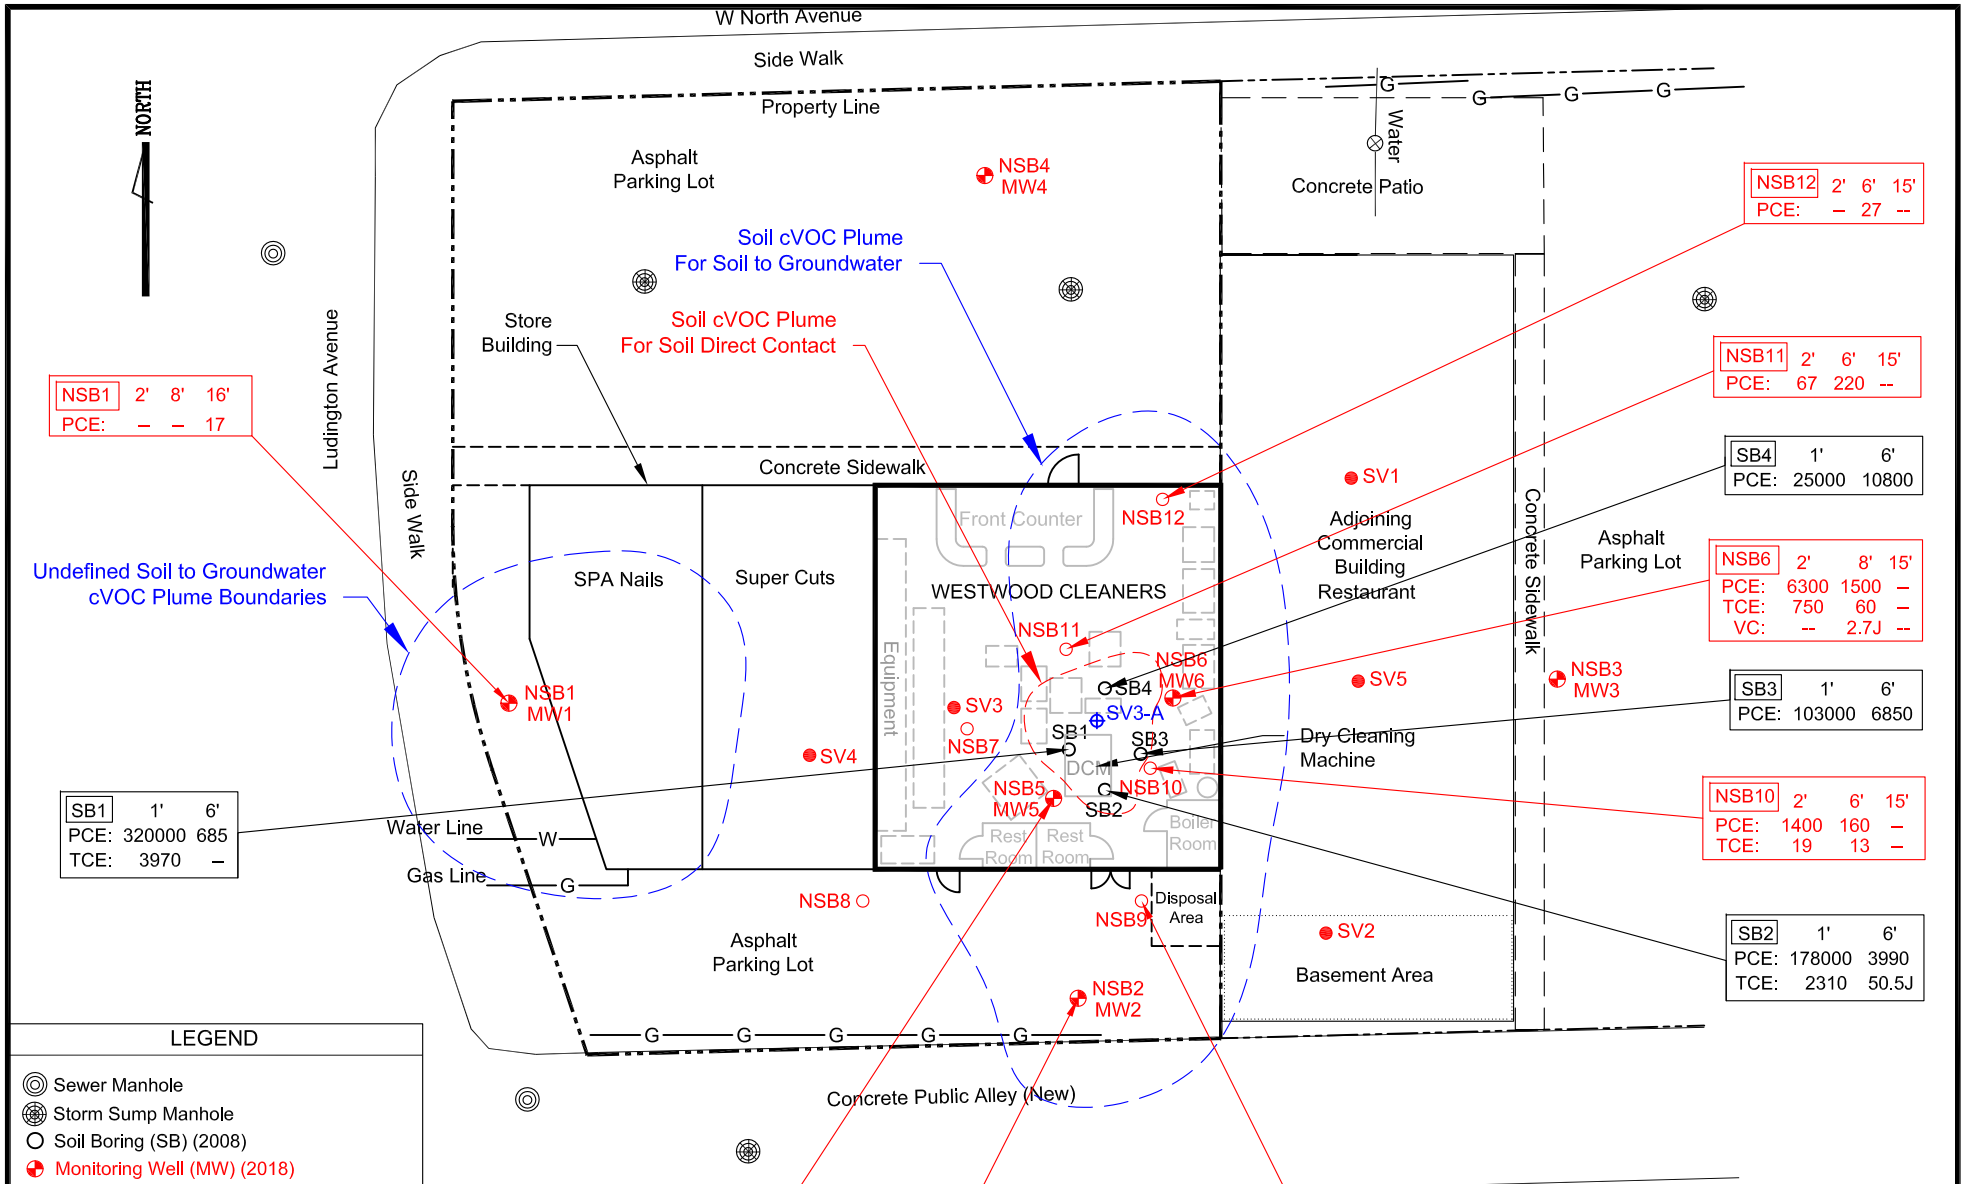 W North Avenue
Side Walk
Property Line
NORTH
Asphalt
Parking Lot
NSB4
MW4
G G G G
Water
Concrete Patio
NSB12 2' 6' 15'
PCE: – 27 --
Soil cVOC Plume
For Soil to Groundwater
Soil cVOC Plume
For Soil Direct Contact
Store
Building
Ludington Avenue
NSB11 2' 6' 15'
PCE: 67 220 --
NSB1 2' 8' 16'
PCE: – – 17
Side Walk
Concrete Sidewalk
SB4 1' 6'
PCE: 25000 10800
Front Counter
NSB12
SV1
Adjoining
Commercial
Building
Restaurant
Concrete Sidewalk
Asphalt
Parking Lot
Undefined Soil to Groundwater
cVOC Plume Boundaries
SPA Nails
Super Cuts
WESTWOOD CLEANERS
NSB6 2' 8' 15'
PCE: 6300 1500 –
TCE: 750 60 –
VC: -- 2.7J --
NSB11
Equipment
NSB6
MW6
SB4
SV5
NSB3
MW3
NSB1
MW1
SV3
SV3-A
NSB7
SB1
SB3
DCM
Dry Cleaning
Machine
SB3 1' 6'
PCE: 103000 6850
SV4
NSB5
MW5
NSB10
SB2
NSB10 2' 6' 15'
PCE: 1400 160 –
TCE: 19 13 –
SB1 1' 6'
PCE: 320000 685
TCE: 3970 –
Water Line
W
Rest
Room
Rest
Room
Boiler
Room
Gas Line
G
NSB8
NSB9
Disposal
Area
SV2
Basement Area
SB2 1' 6'
PCE: 178000 3990
TCE: 2310 50.5J
Asphalt
Parking Lot
NSB2
MW2
G G G G G
Concrete Public Alley (New)
LEGEND
Sewer Manhole
Storm Sump Manhole
Soil Boring (SB) (2008)
Monitoring Well (MW) (2018)